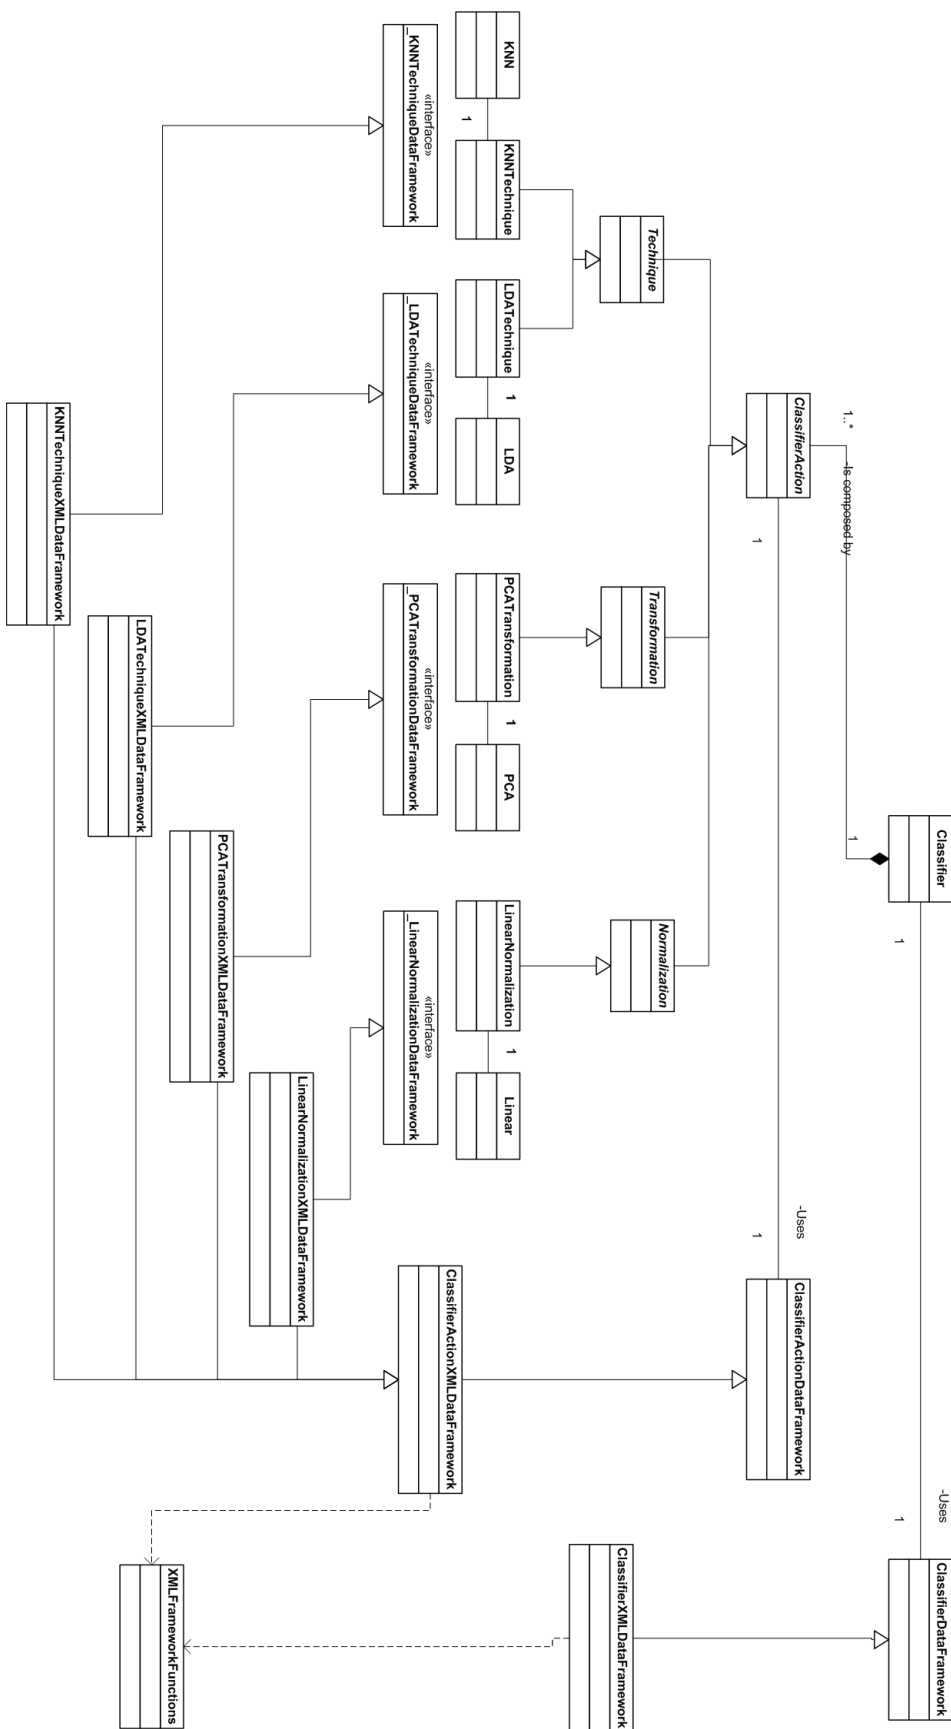 Classifier
1
-Uses
1
ClassifierDataFramework
1
1..*
-Is composed by
ClassifierAction
1
-Uses
1
ClassifierActionDataFramework
Technique
Transformation
Normalization
ClassifierXMLDataFramework
KNN
1
KNNTechnique
LDATechnique
1
LDA
PCATransformation
1
PCA
LinearNormalization
1
Linear
ClassifierActionXMLDataFramework
«interface»
_KNNTechniqueDataFramework
«interface»
_LDATechniqueDataFramework
«interface»
_PCATransformationDataFramework
«interface»
_LinearNormalizationDataFramework
LinearNormalizationXMLDataFramework
PCATransformationXMLDataFramework
XMLFrameworkFunctions
LDATechniqueXMLDataFramework
KNNTechniqueXMLDataFramework